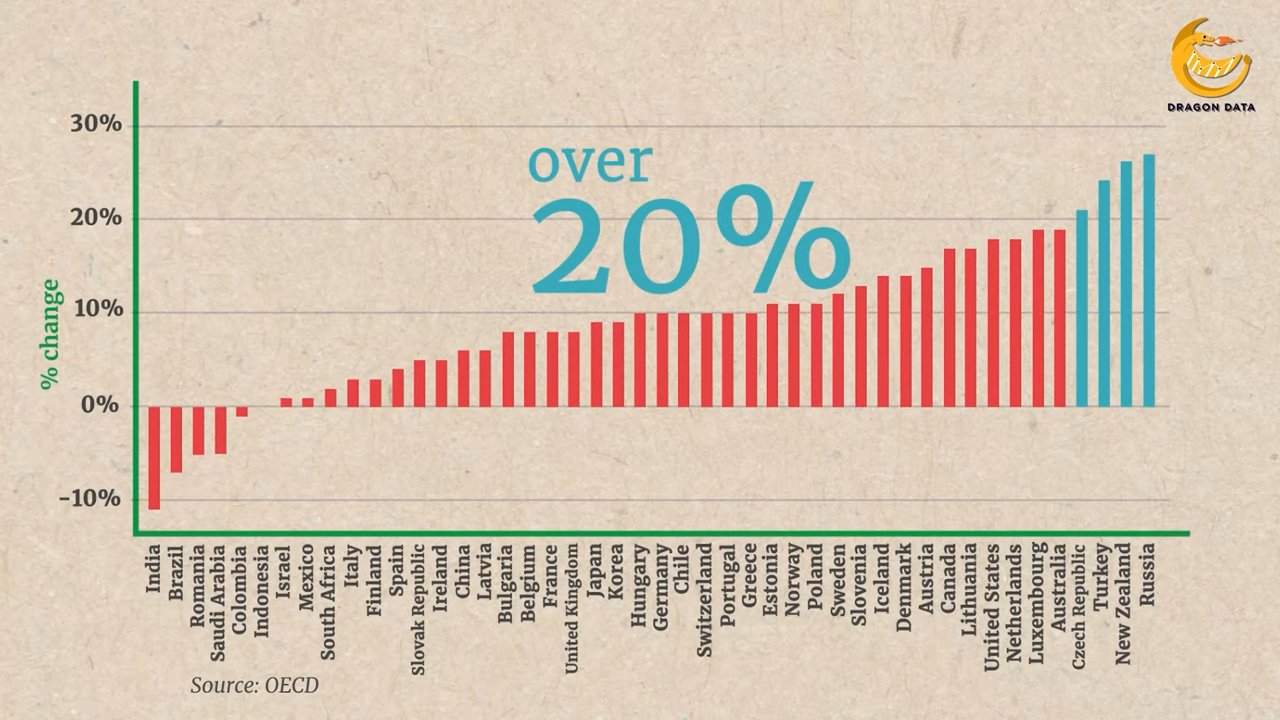 DRAGON DATA
over
20%
% change
30%
20%
10%
0%
-10%
India
Brazil
Romania
Saudi Arabia
Colombia
Indonesia
Israel
Mexico
South Africa
Italy
Finland
Spain
Slovak Republic
Ireland
China
Latvia
Bulgaria
Belgium
France
United Kingdom
Japan
Korea
Hungary
Germany
Chile
Switzerland
Portugal
Greece
Estonia
Norway
Poland
Sweden
Slovenia
Iceland
Denmark
Austria
Canada
Lithuania
United States
Netherlands
Luxembourg
Australia
Czech Republic
Turkey
New Zealand
Russia
Source: OECD